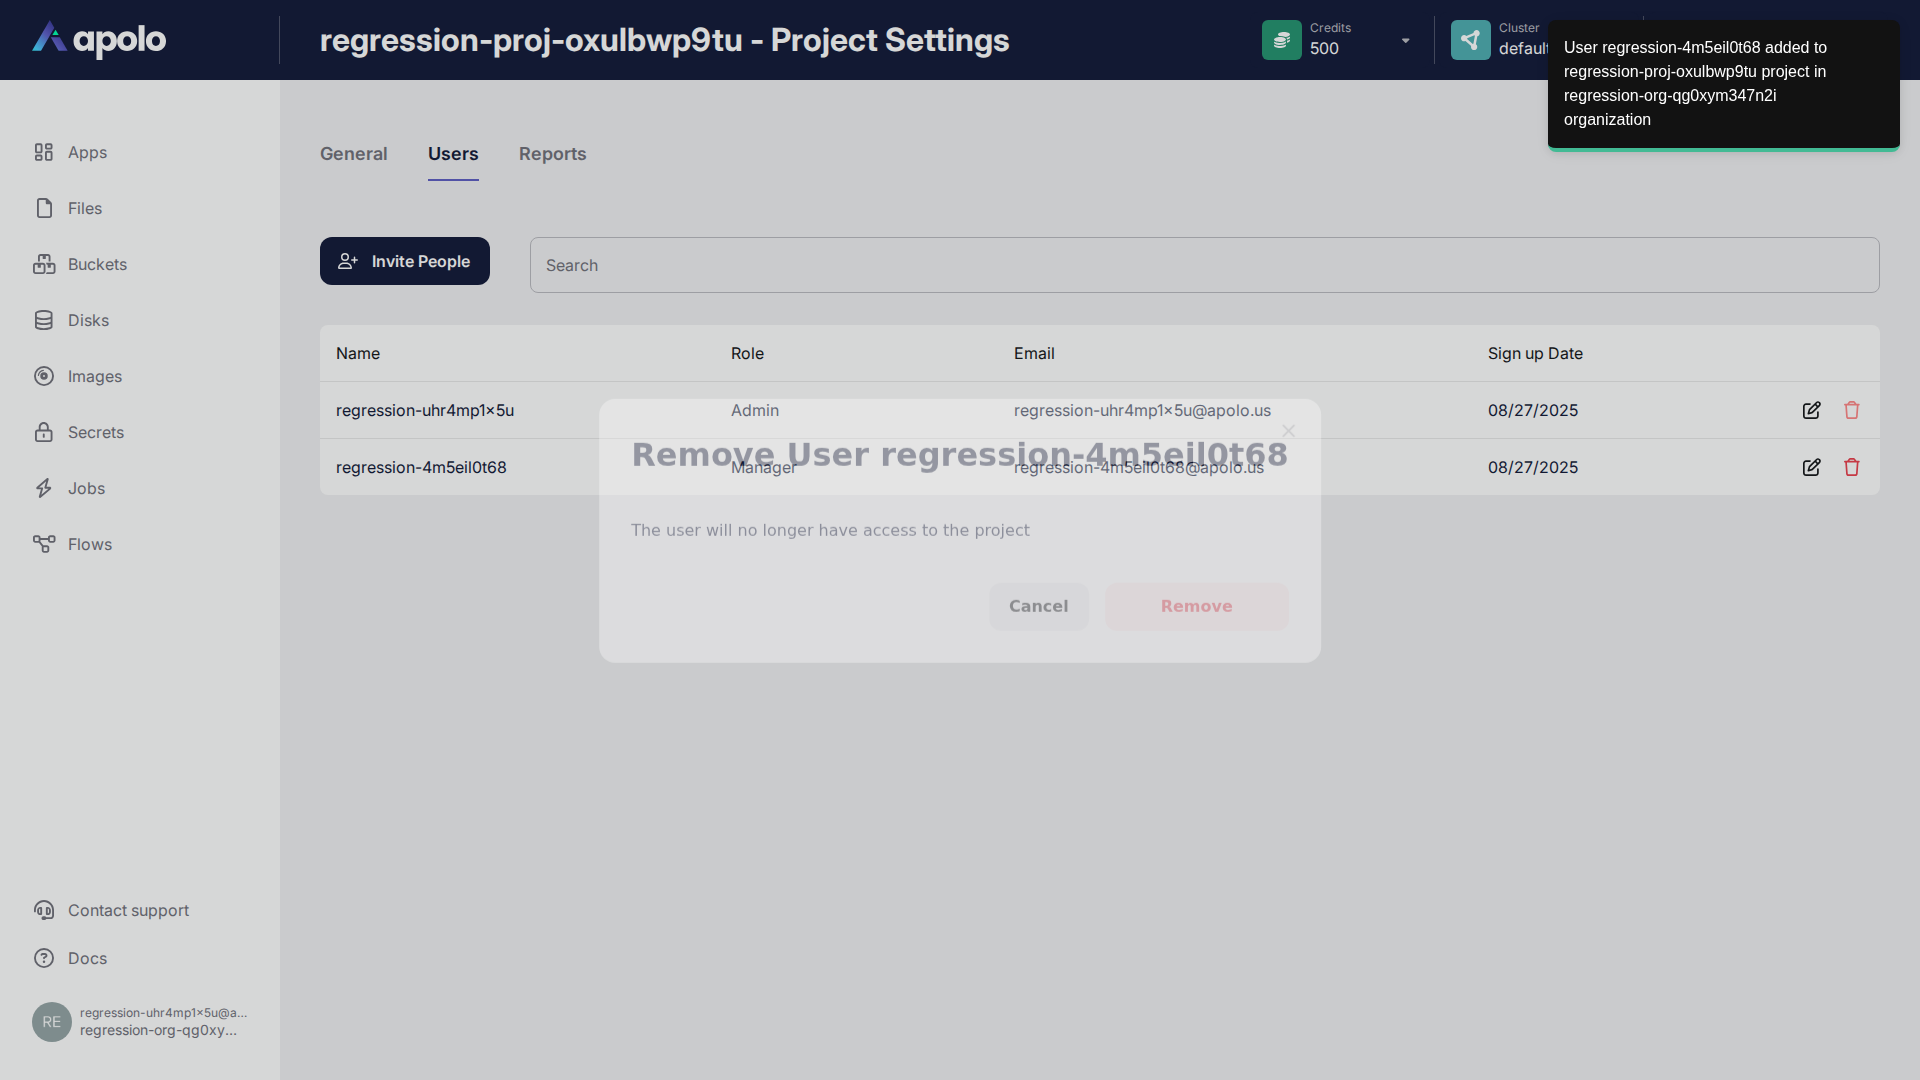 apolo
regression-proj-oxulbwp9tu - Project Settings
Credits
500
Cluster
default
User regression-4m5eil0t68 added to
regression-proj-oxulbwp9tu project in
regression-org-qg0xym347n2i
organization
Apps
Files
Buckets
Disks
Images
Secrets
Jobs
Flows
Contact support
Docs
RE
regression-uhr4mp1x5u@a...
regression-org-qg0xy...
General
Users
Reports
Invite People
Search
Name Role Email Sign up Date
regression-uhr4mp1x5u Admin regression-uhr4mp1x5u@apolo.us 08/27/2025
regression-4m5eil0t68 Manager regression-4m5eil0t68@apolo.us 08/27/2025
Remove User regression-4m5eil0t68
The user will no longer have access to the project
Cancel
Remove